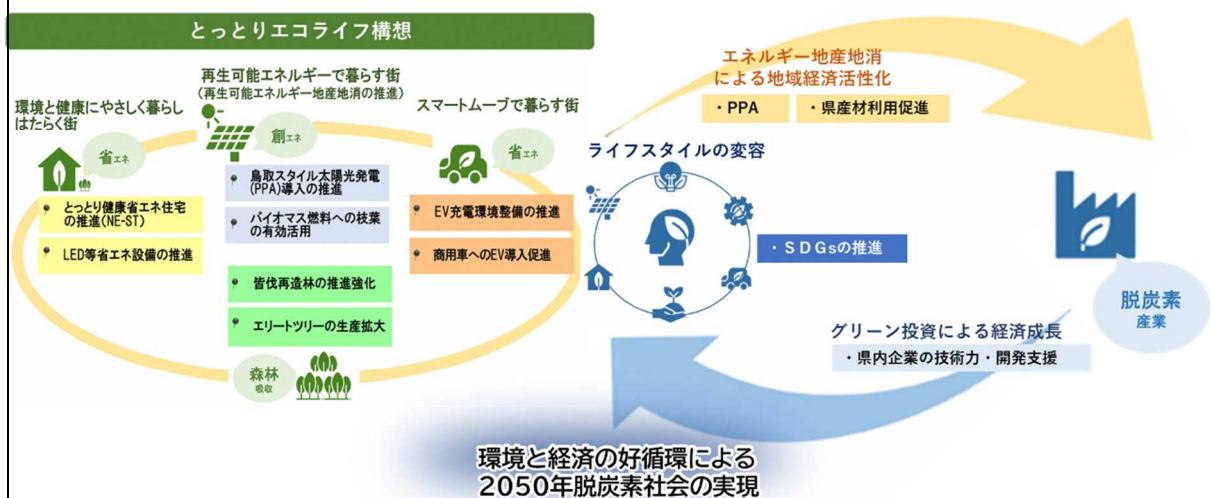 とっとりエコライフ構想
環境と健康にやさしく暮らし
はたらく街
省エネ
・とっとり健康省エネ住宅
の推進(NE-ST)
・LED等省エネ設備の推進
再生可能エネルギーで暮らす街
(再生可能エネルギー地産地消の推進)
創エネ
・鳥取スタイル太陽光発電
(PPA)導入の推進
・バイオマス燃料への枝葉
の有効活用
・皆伐再造林の推進強化
・エリートツリーの生産拡大
森林
吸収
スマートムーブで暮らす街
省エネ
・EV充電環境整備の推進
・商用車へのEV導入促進
ライフスタイルの変容
・SDGsの推進
エネルギー地産地消
による地域経済活性化
・PPA
・県産材利用促進
脱炭素
産業
グリーン投資による経済成長
・県内企業の技術力・開発支援
環境と経済の好循環による
2050年脱炭素社会の実現